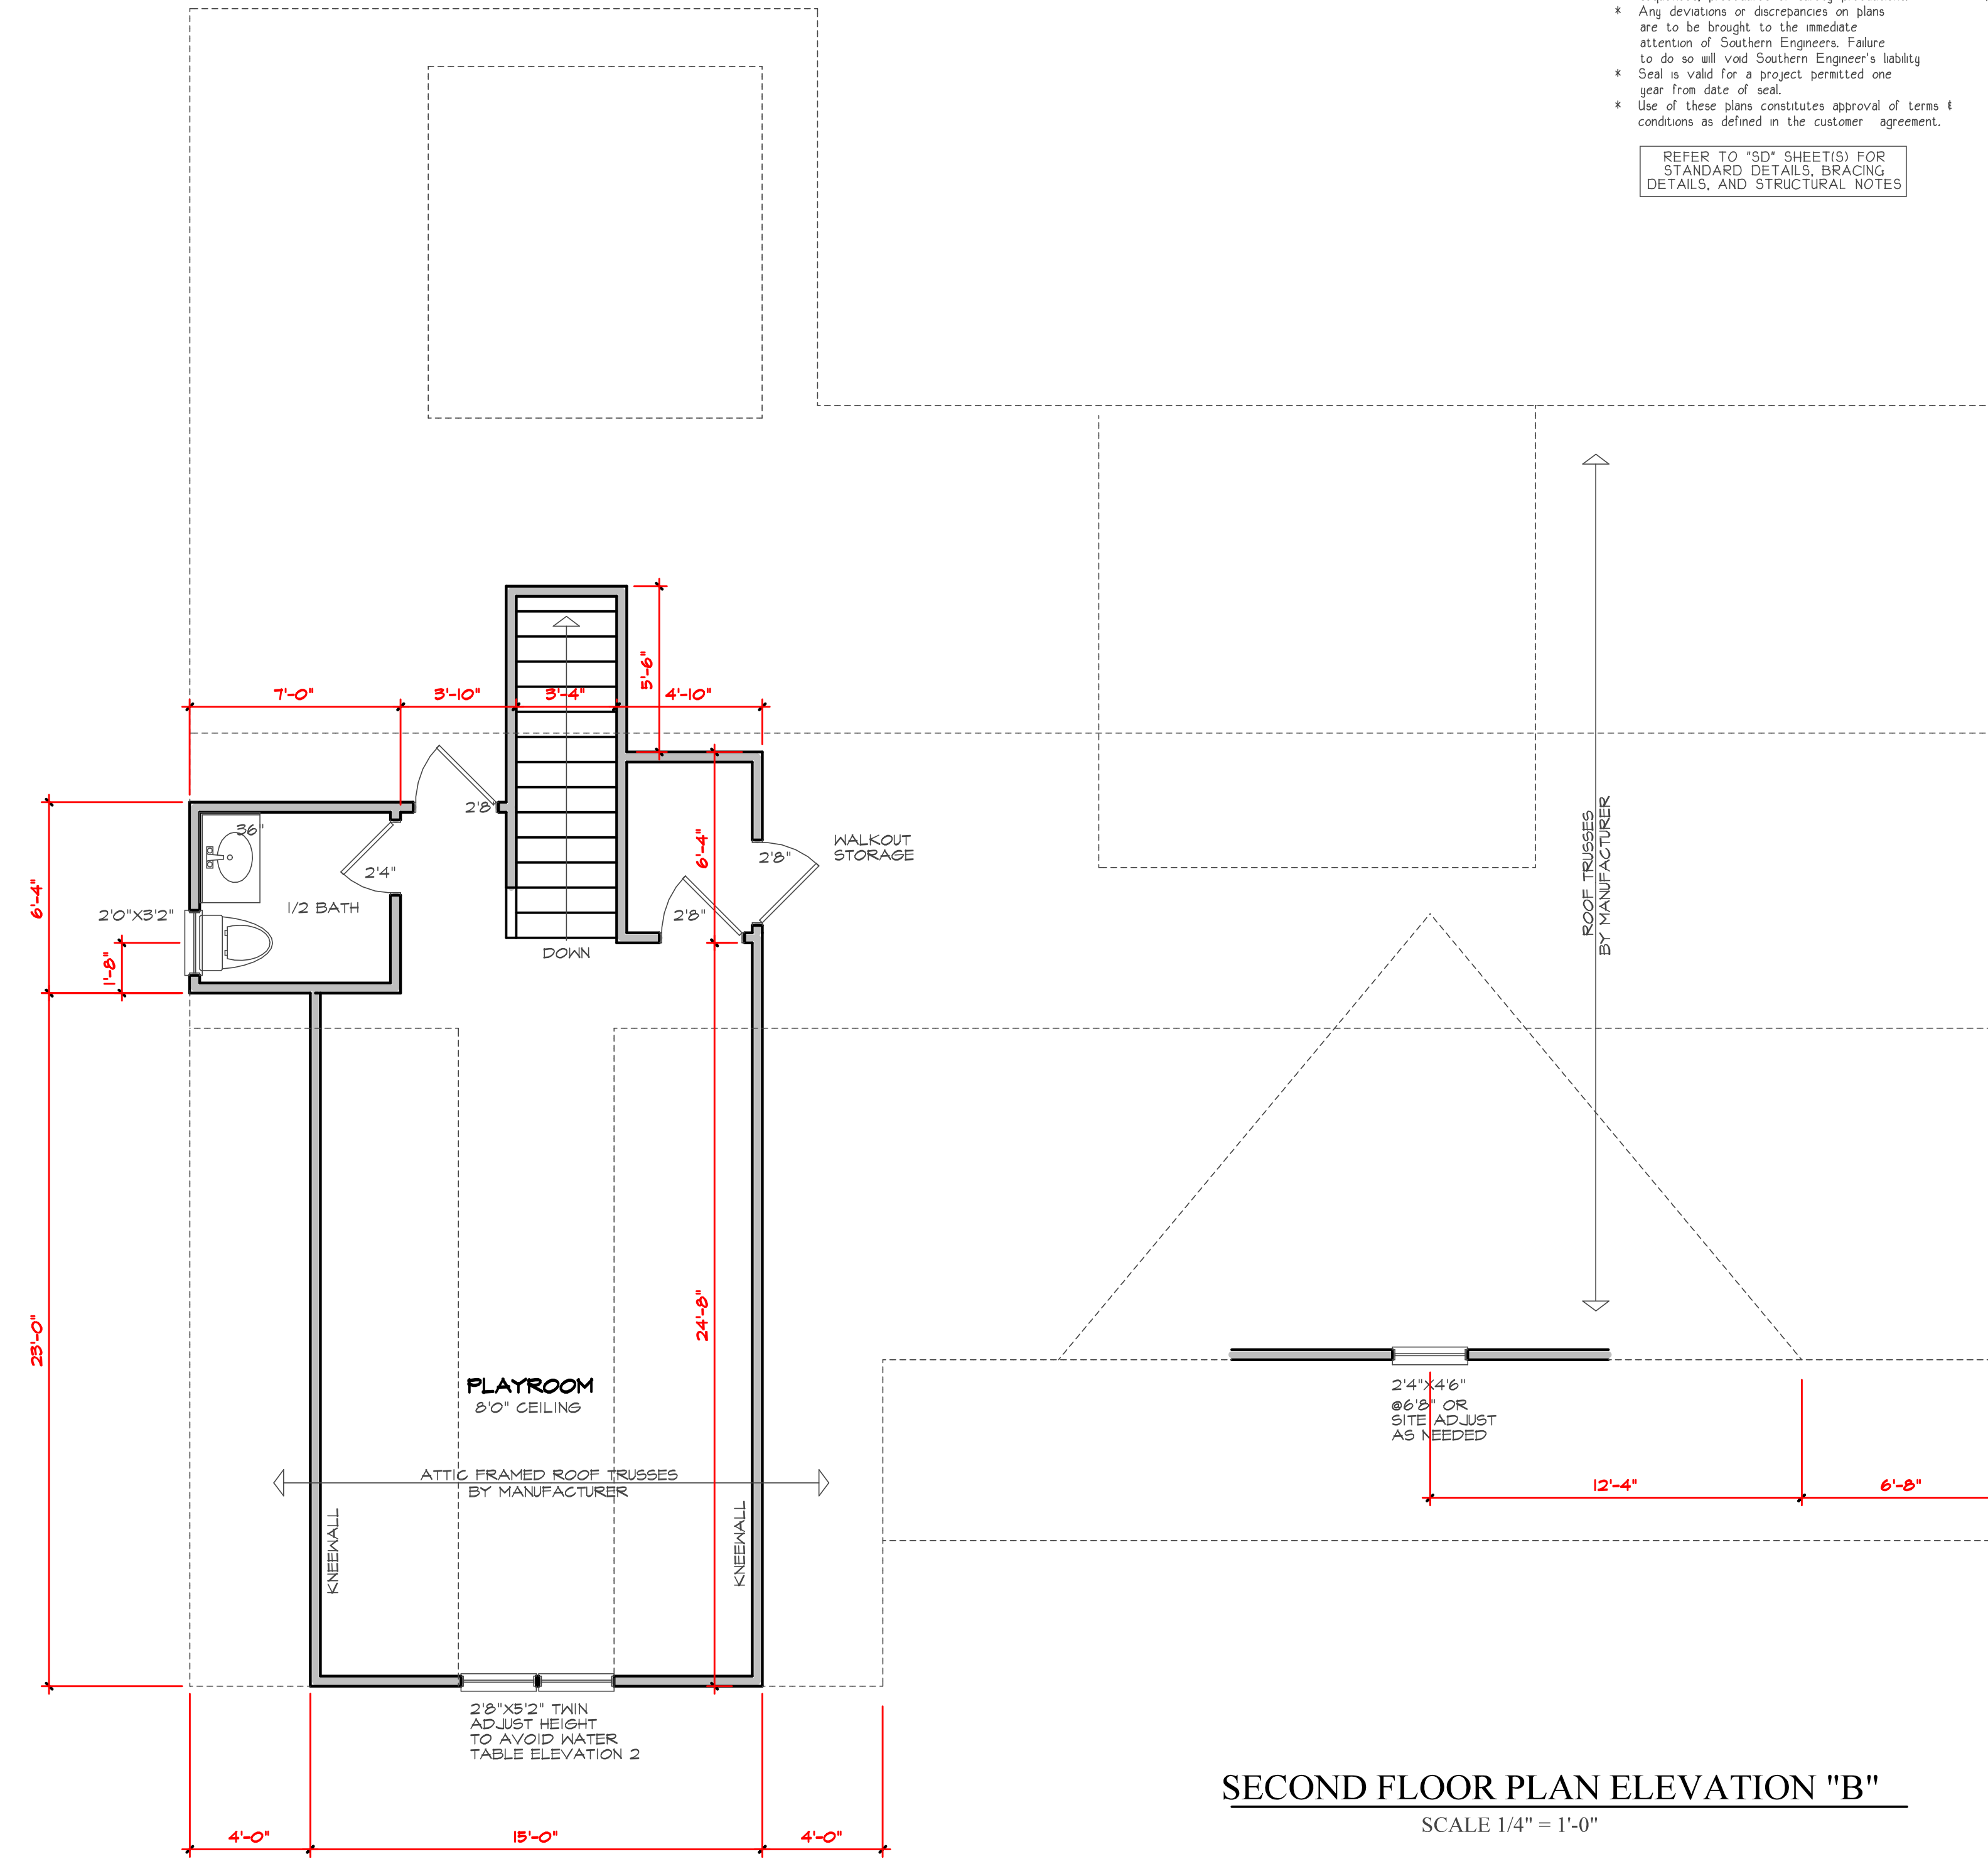 * Any deviations or discrepancies on plans
are to be brought to the immediate
attention of Southern Engineers. Failure
to do so will void Southern Engineer's liability
* Seal is valid for a project permitted one
year from date of seal.
* Use of these plans constitutes approval of terms &
conditions as defined in the customer agreement.
REFER TO "SD" SHEET(S) FOR
STANDARD DETAILS, BRACING
DETAILS, AND STRUCTURAL NOTES
5'-6"
7'-0"
3'-10"
3'-4"
4'-10"
2'8"
36"
2'4"
6'-4"
2'8"
WALKOUT
STORAGE
6'-4"
2'0"X3'2"
1/2 BATH
2'8"
1'-8"
DOWN
ROOF TRUSSES
BY MANUFACTURER
23'-0"
24'-8"
PLAYROOM
8'0" CEILING
2'4"X4'6"
@6'8" OR
SITE ADJUST
AS NEEDED
ATTIC FRAMED ROOF TRUSSES
BY MANUFACTURER
12'-4"
6'-8"
KNEEWALL
KNEEWALL
2'8"X5'2" TWIN
ADJUST HEIGHT
TO AVOID WATER
TABLE ELEVATION 2
SECOND FLOOR PLAN ELEVATION "B"
SCALE 1/4" = 1'-0"
4'-0"
15'-0"
4'-0"